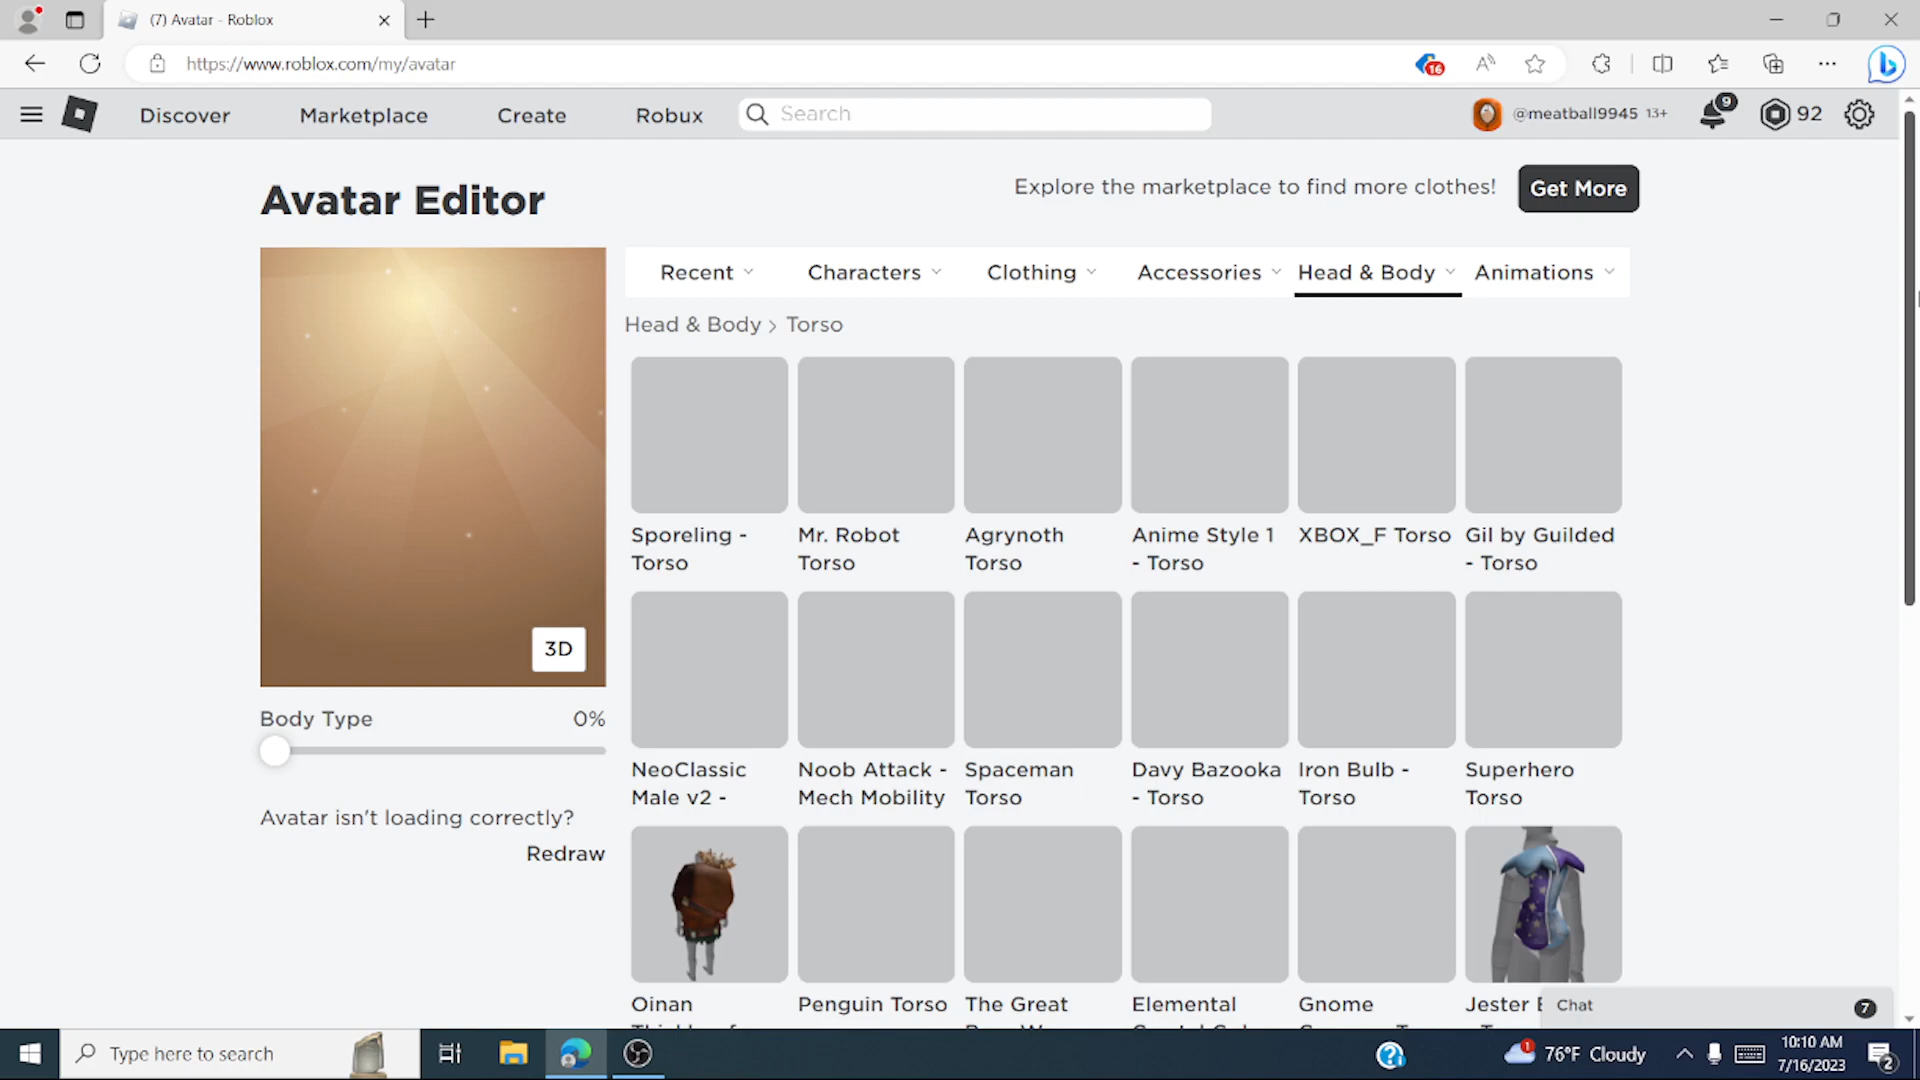 (7) Avatar - Roblox
https://www.roblox.com/my/avatar
16
Discover
Marketplace
Create
Robux
Search
@meatball9945 13+
9
92
Avatar Editor
Explore the marketplace to find more clothes!
Get More
Recent
Characters
Clothing
Accessories
Head & Body
Animations
Head & Body > Torso
3D
Body Type 0%
Avatar isn't loading correctly?
Redraw
Sporeling -
Torso
Mr. Robot
Torso
Agrynoth
Torso
Anime Style 1
- Torso
XBOX_F Torso
Gil by Guilded
- Torso
NeoClassic
Male v2 -
Noob Attack -
Mech Mobility
Spaceman
Torso
Davy Bazooka
- Torso
Iron Bulb -
Torso
Superhero
Torso
Oinan
Penguin Torso
The Great
Elemental
Gnome
Jester
Chat
7
Type here to search
1
76°F Cloudy
10:10 AM
7/16/2023
2